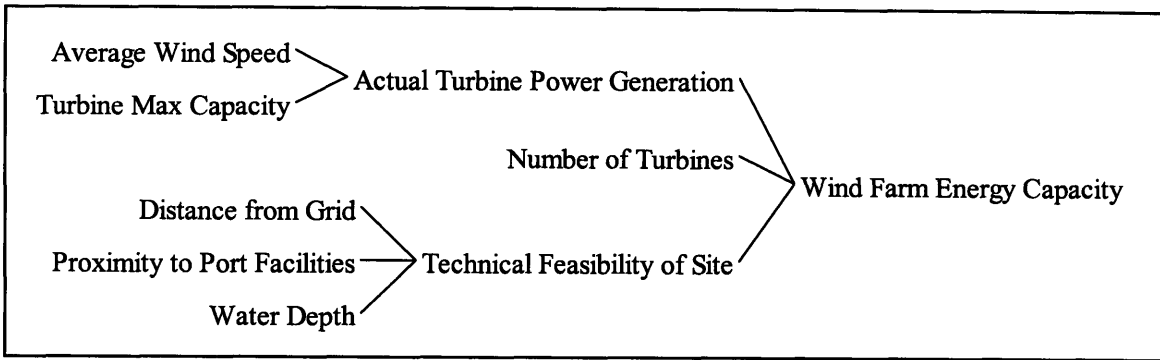 Average Wind Speed
Turbine Max Capacity
Actual Turbine Power Generation
Number of Turbines
Wind Farm Energy Capacity
Distance from Grid
Proximity to Port Facilities
Technical Feasibility of Site
Water Depth